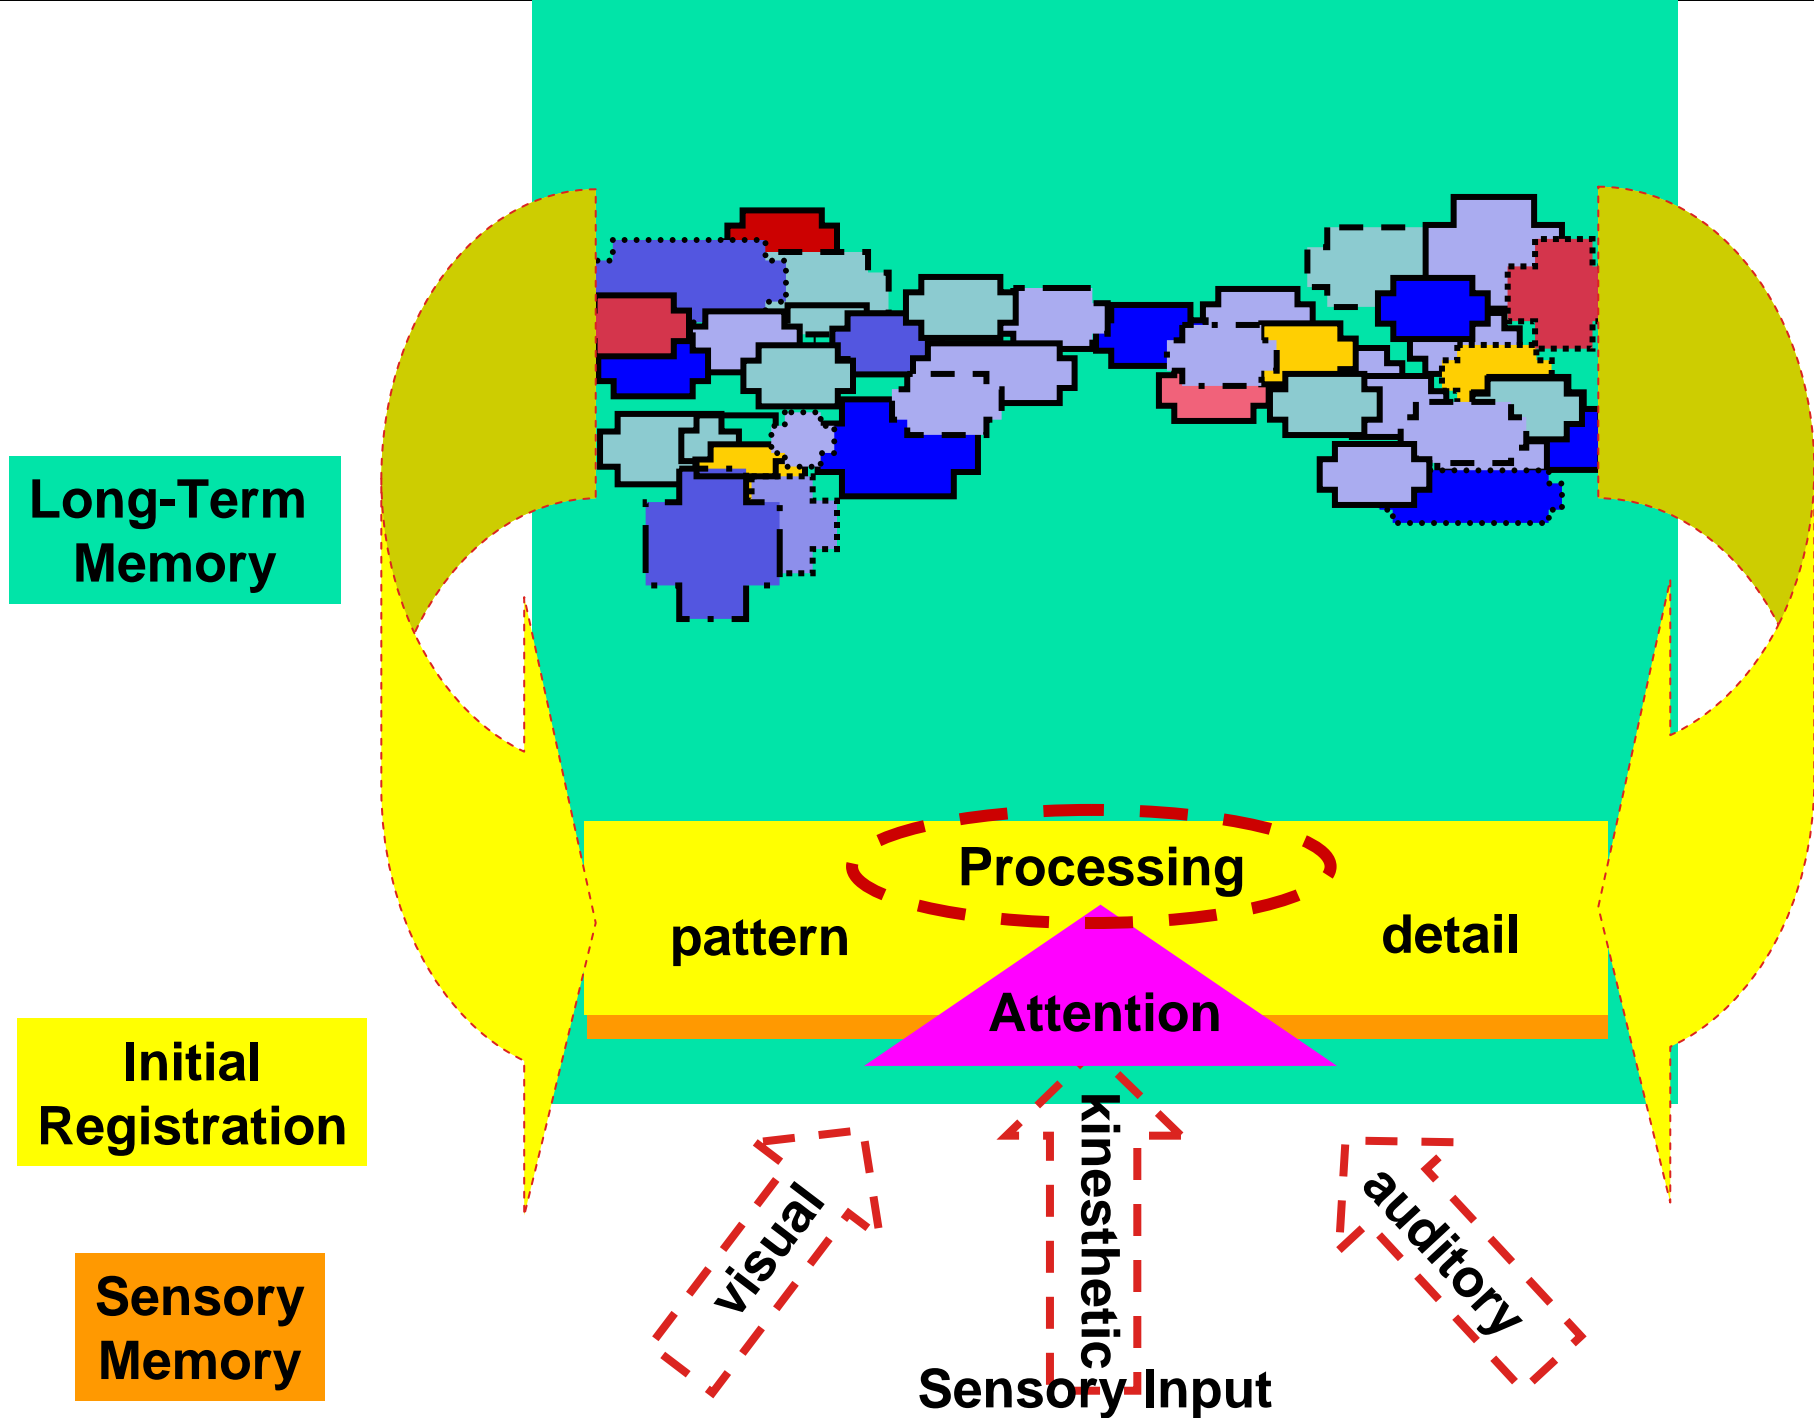 Long-Term
Memory
Processing
pattern
detail
Attention
Initial
Registration
visual
kinesthetic
auditory
Sensory
Memory
Sensory Input